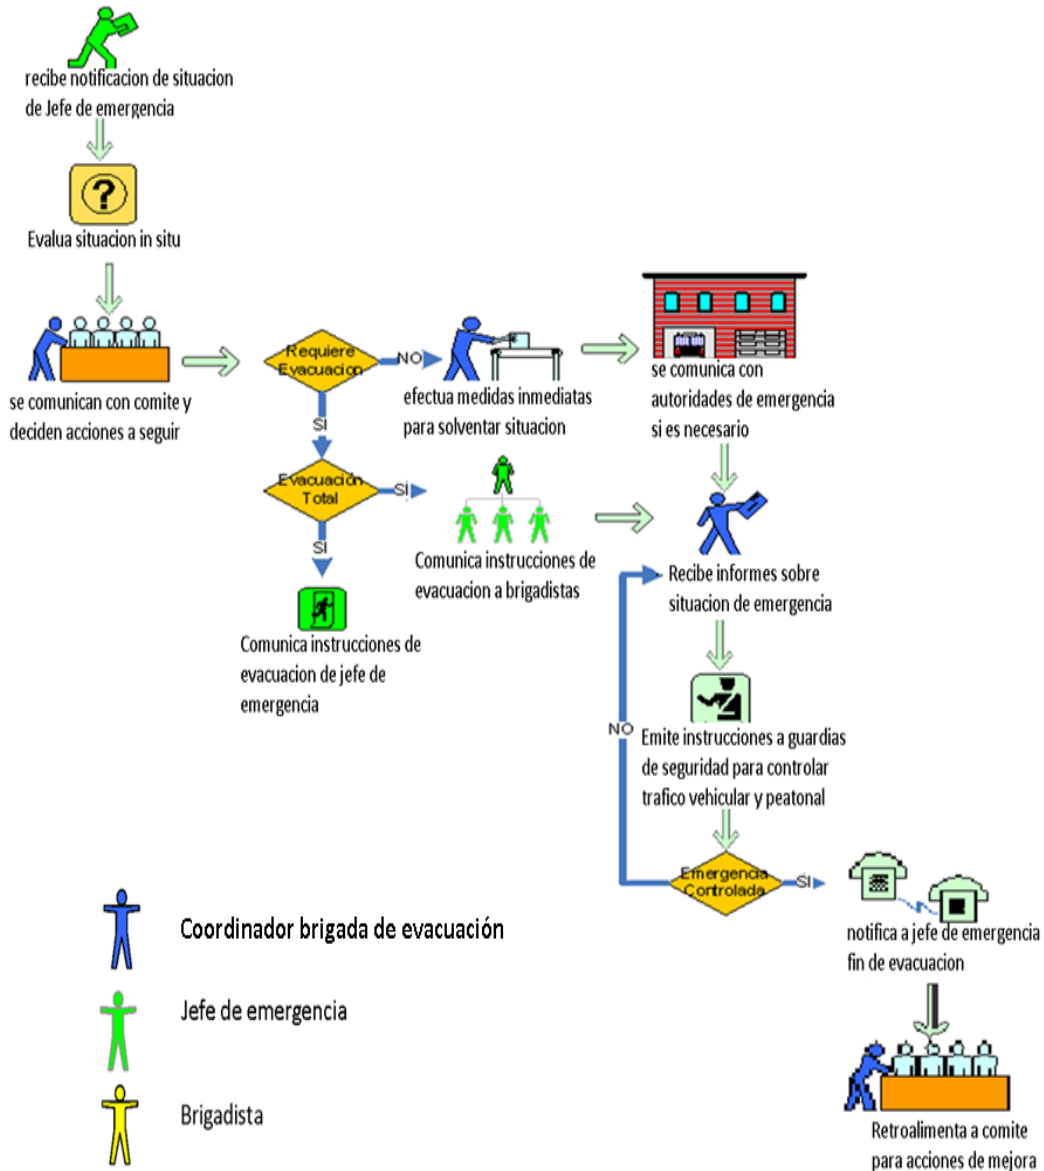 recibe notificacion de situacion
de Jefe de emergencia
Evalua situacion in situ
se comunican con comite y
deciden acciones a seguir
Requiere
Evacuacion
NO
SI
efectua medidas inmediatas
para solventar situacion
se comunica con
autoridades de emergencia
si es necesario
Evacuación
Total
SÍ
SI
Comunica instrucciones de
evacuacion a brigadistas
Comunica instrucciones de
evacuacion de jefe de
emergencia
Recibe informes sobre
situacion de emergencia
NO
Emite instrucciones a guardias
de seguridad para controlar
trafico vehicular y peatonal
Emergencia
Controlada
SI
notifica a jefe de emergencia
fin de evacuacion
Retroalimenta a comite
para acciones de mejora
Coordinador brigada de evacuación
Jefe de emergencia
Brigadista